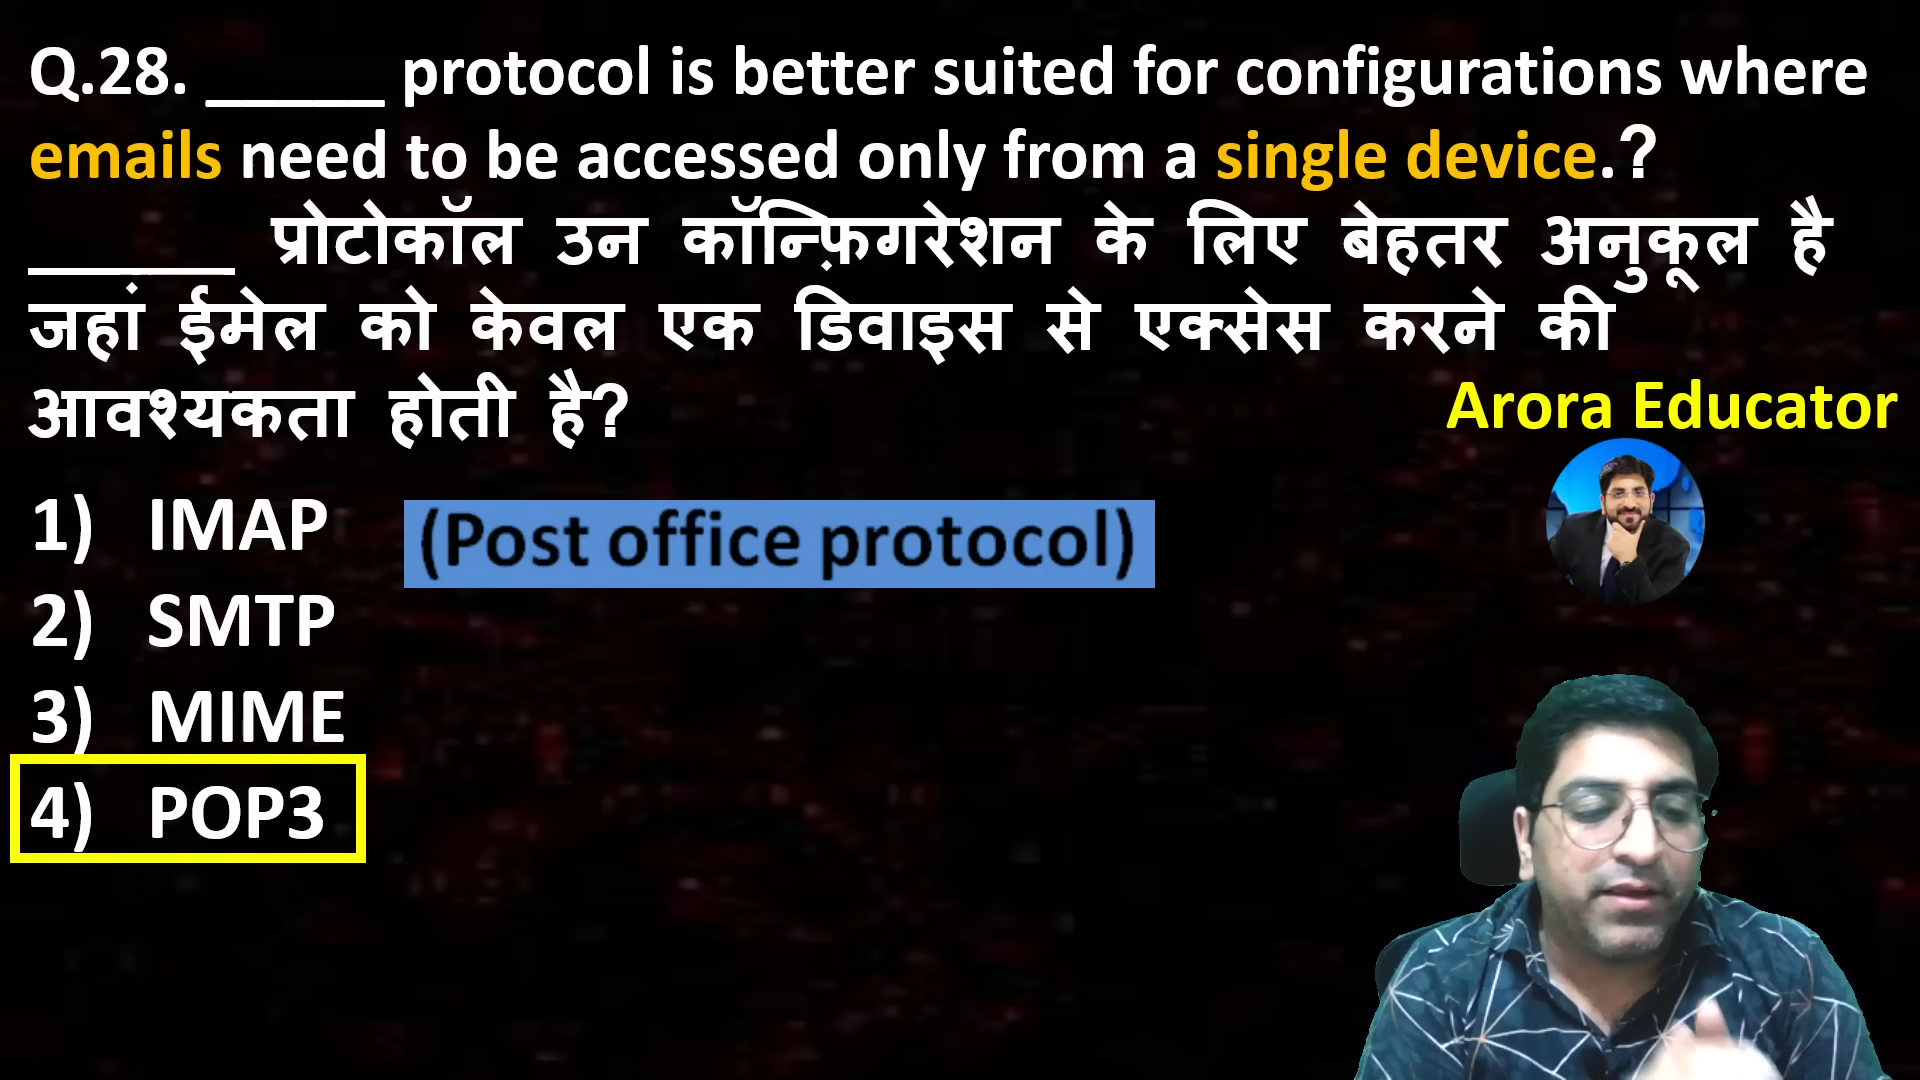 Q.28. _____ protocol is better suited for configurations where
emails need to be accessed only from a single device.?
______ प्रोटोकॉल उन कॉन्फ़िगरेशन के लिए बेहतर अनुकूल है
जहां ईमेल को केवल एक डिवाइस से एक्सेस करने की
आवश्यकता होती है?
Arora Educator
1) IMAP
(Post office protocol)
2) SMTP
3) MIME
4) POP3